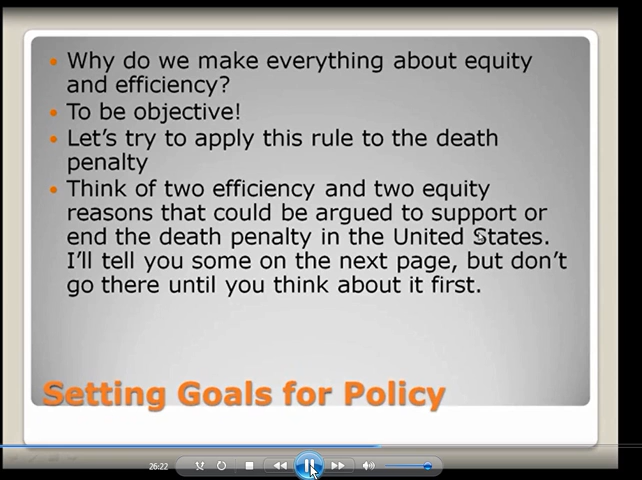 Why do we make everything about equity
and efficiency?
To be objective!
Let's try to apply this rule to the death
penalty
Think of two efficiency and two equity
reasons that could be argued to support or
end the death penalty in the United States.
I'll tell you some on the next page, but don't
go there until you think about it first.
Setting Goals for Policy
26:22